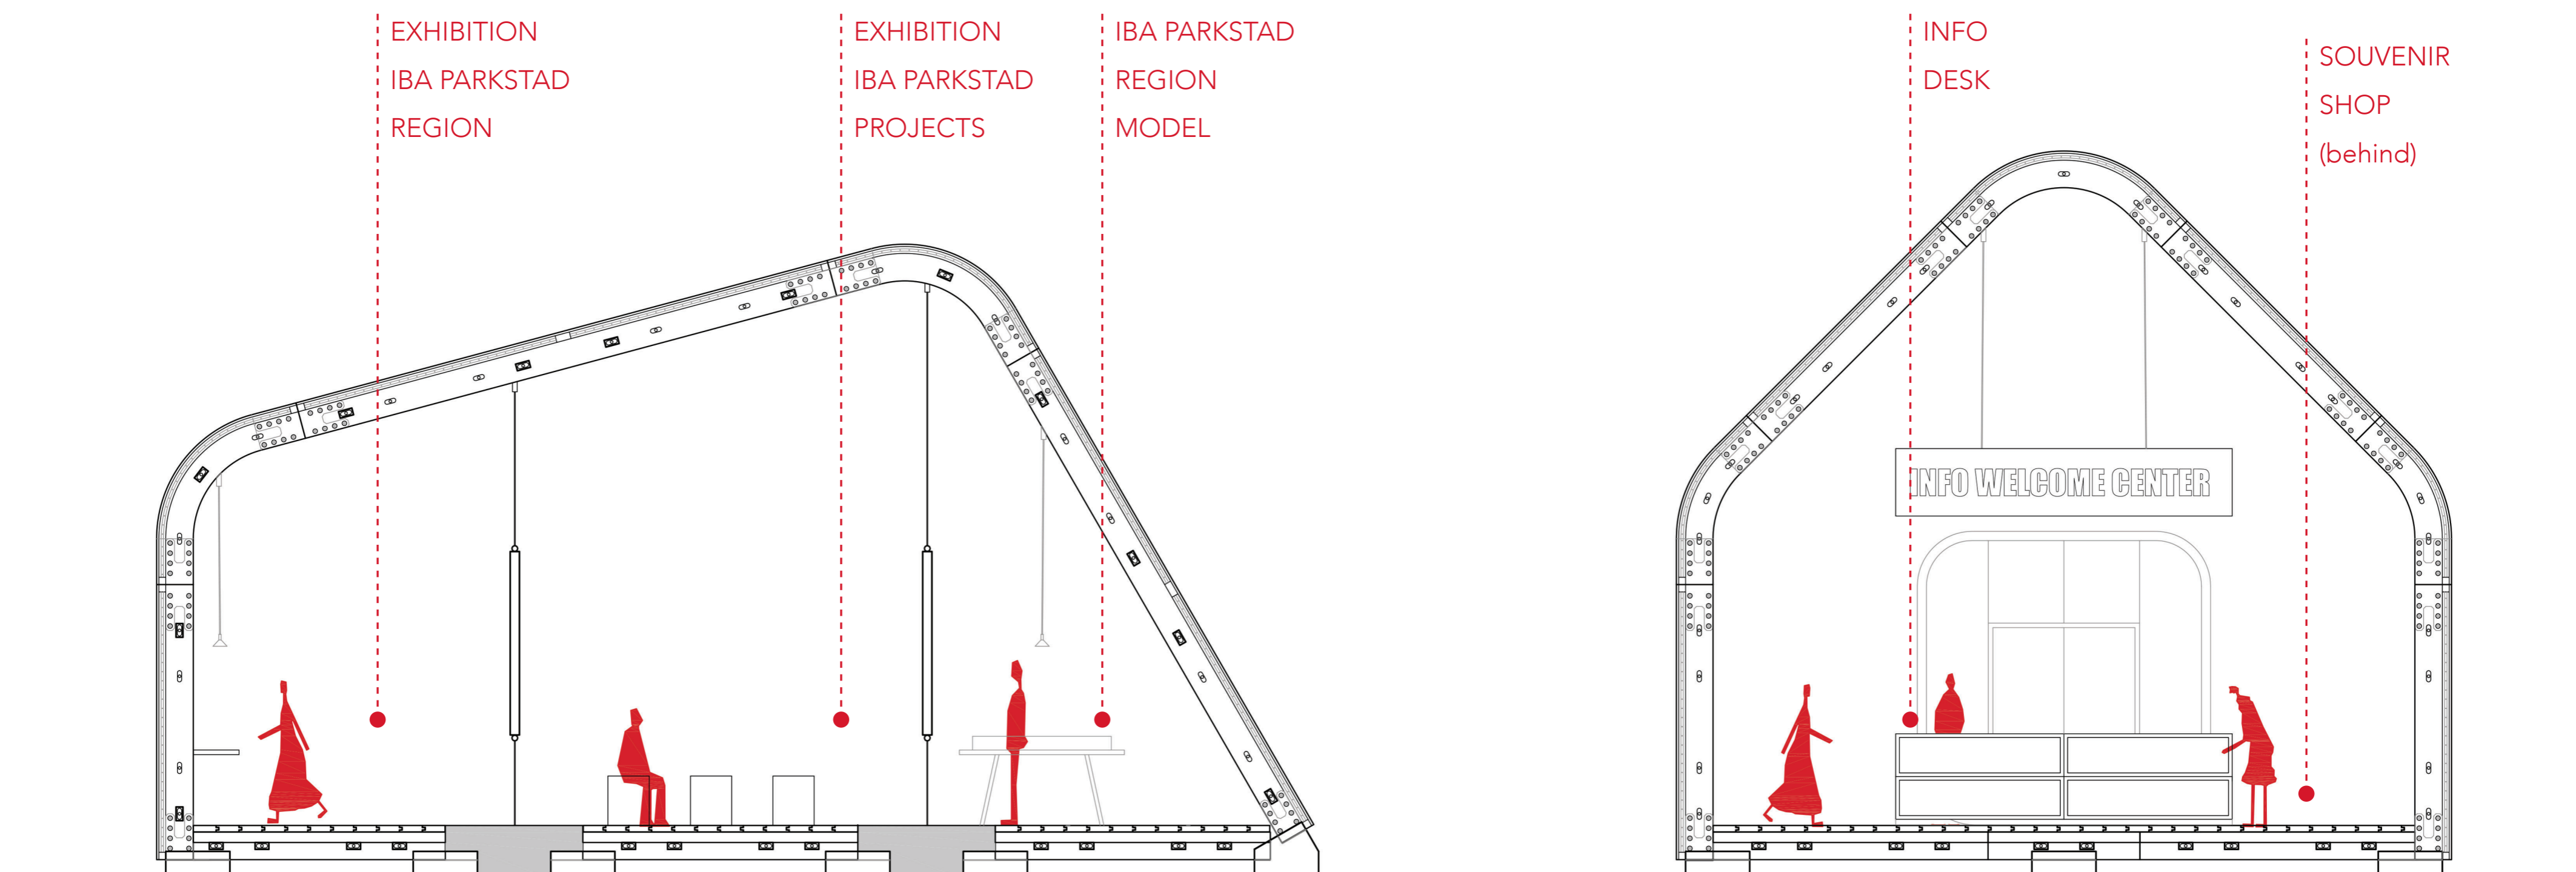 EXHIBITION
IBA PARKSTAD
REGION
EXHIBITION
IBA PARKSTAD
PROJECTS
IBA PARKSTAD
REGION
MODEL
INFO
DESK
SOUVENIR
SHOP
(behind)
INFO WELCOME CENTER